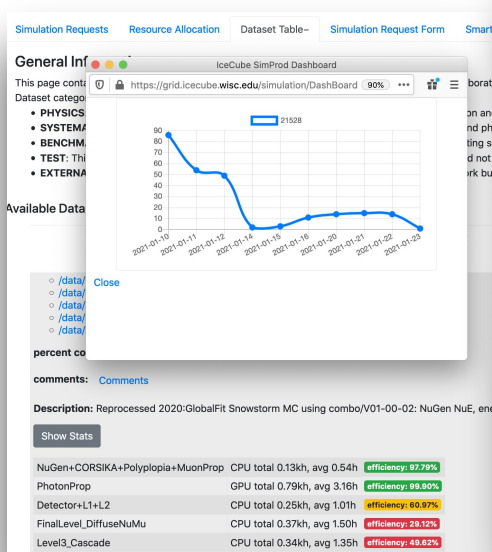 Simulation Requests Resource Allocation Dataset Table– Simulation Request Form Smart
General In
IceCube SimProd Dashboard
This page conta
https://grid.icecube.wisc.edu/simulation/DashBoard 90% •••
borat
Dataset catego
• PHYSICS
on an
• SYSTEMA
nd ph
• BENCHM
ting s
• TEST: Thi
d not
• EXTERNA
rk bu
21528
90
80
70
60
50
40
30
20
10
0
2021-01-10 2021-01-11 2021-01-12 2021-01-14 2021-01-15 2021-01-16 2021-01-20 2021-01-21 2021-01-22 2021-01-23
Available Data
Close
/data/
/data/
/data/
/data/
/data/
percent co
comments: Comments
Description: Reprocessed 2020:GlobalFit Snowstorm MC using combo/V01-00-02: NuGen NuE, ene
Show Stats
NuGen+CORSIKA+Polyplopia+MuonProp CPU total 0.13kh, avg 0.54h efficiency: 97.79%
PhotonProp GPU total 0.79kh, avg 3.16h efficiency: 99.90%
Detector+L1+L2 CPU total 0.25kh, avg 1.01h efficiency: 60.97%
FinalLevel_DiffuseNuMu CPU total 0.37kh, avg 1.50h efficiency: 29.12%
Level3_Cascade CPU total 0.34kh, avg 1.35h efficiency: 49.62%